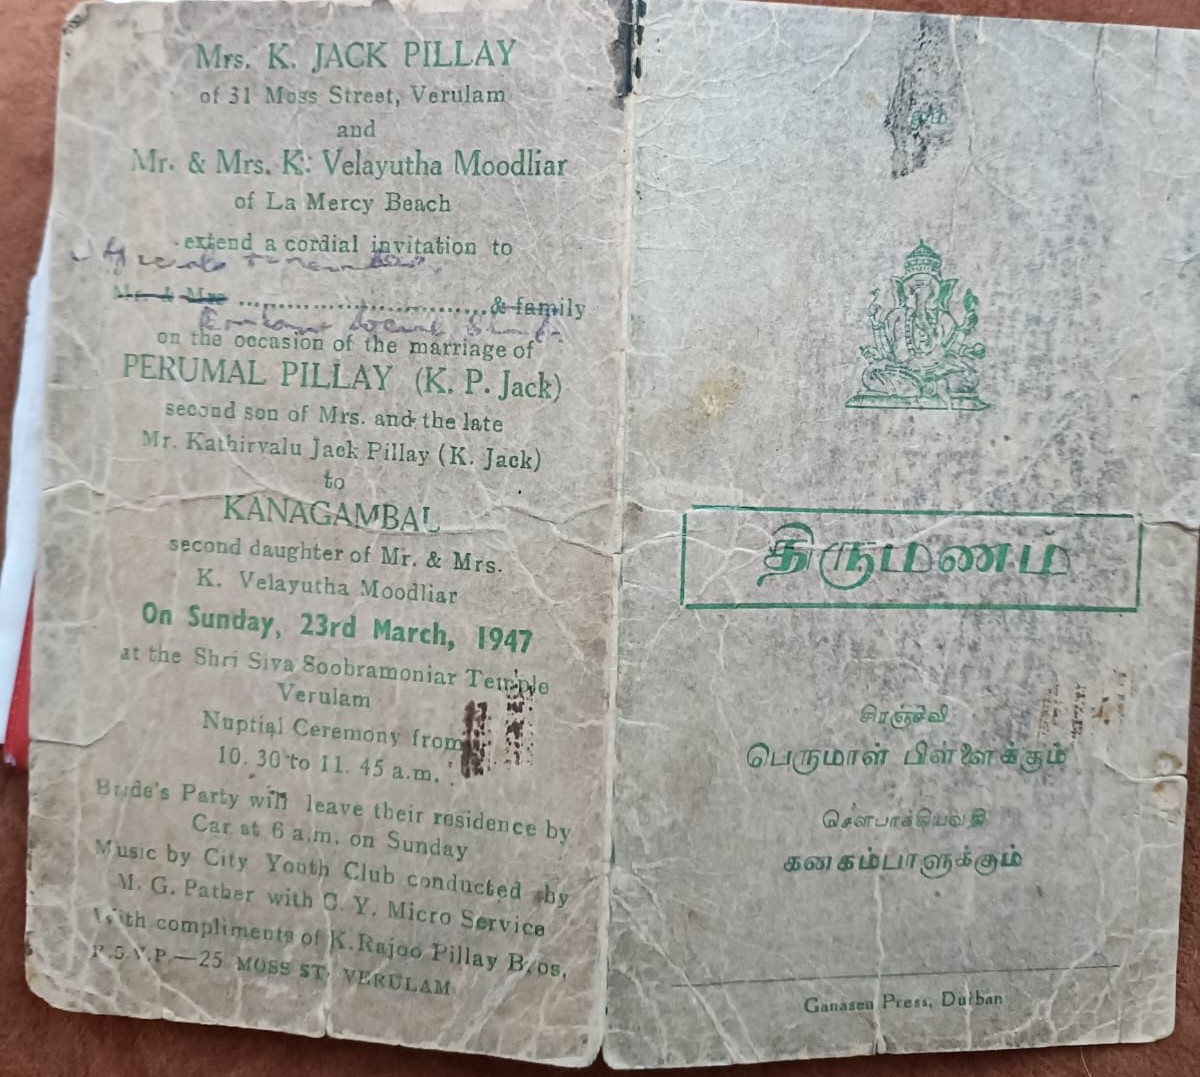 Mrs. K. JACK PILLAY
of 31 Moss Street, Verulam
and
Mr. & Mrs. K. Velayutha Moodliar
of La Mercy Beach
extend a cordial invitation to
Mr. & Mrs ................................. & family
on the occasion of the marriage of
PERUMAL PILLAY (K. P. Jack)
second son of Mrs. and the late
Mr. Kathirvalu Jack Pillay (K. Jack)
to
KANAGAMBAL
second daughter of Mr. & Mrs.
K. Velayutha Moodliar
On Sunday, 23rd March, 1947
at the Shri Siva Soobramoniar Temple
Verulam
Nuptial Ceremony from
10. 30 to 11. 45 a.m.
Bride's Party will leave their residence by
Car at 6 a.m. on Sunday
Music by City Youth Club conducted by
M. G. Pather with C. Y. Micro Service
With compliments of K. Rajoo Pillay Bros,
R.S.V.P.—25 MOSS ST. VERULAM
திருமணம்
சிரஞ்சீவி
பெருமாள் பிள்ளைக்கும்
சௌபாக்கியவதி
கனகம்பாளுக்கும்
Ganasen Press, Durban